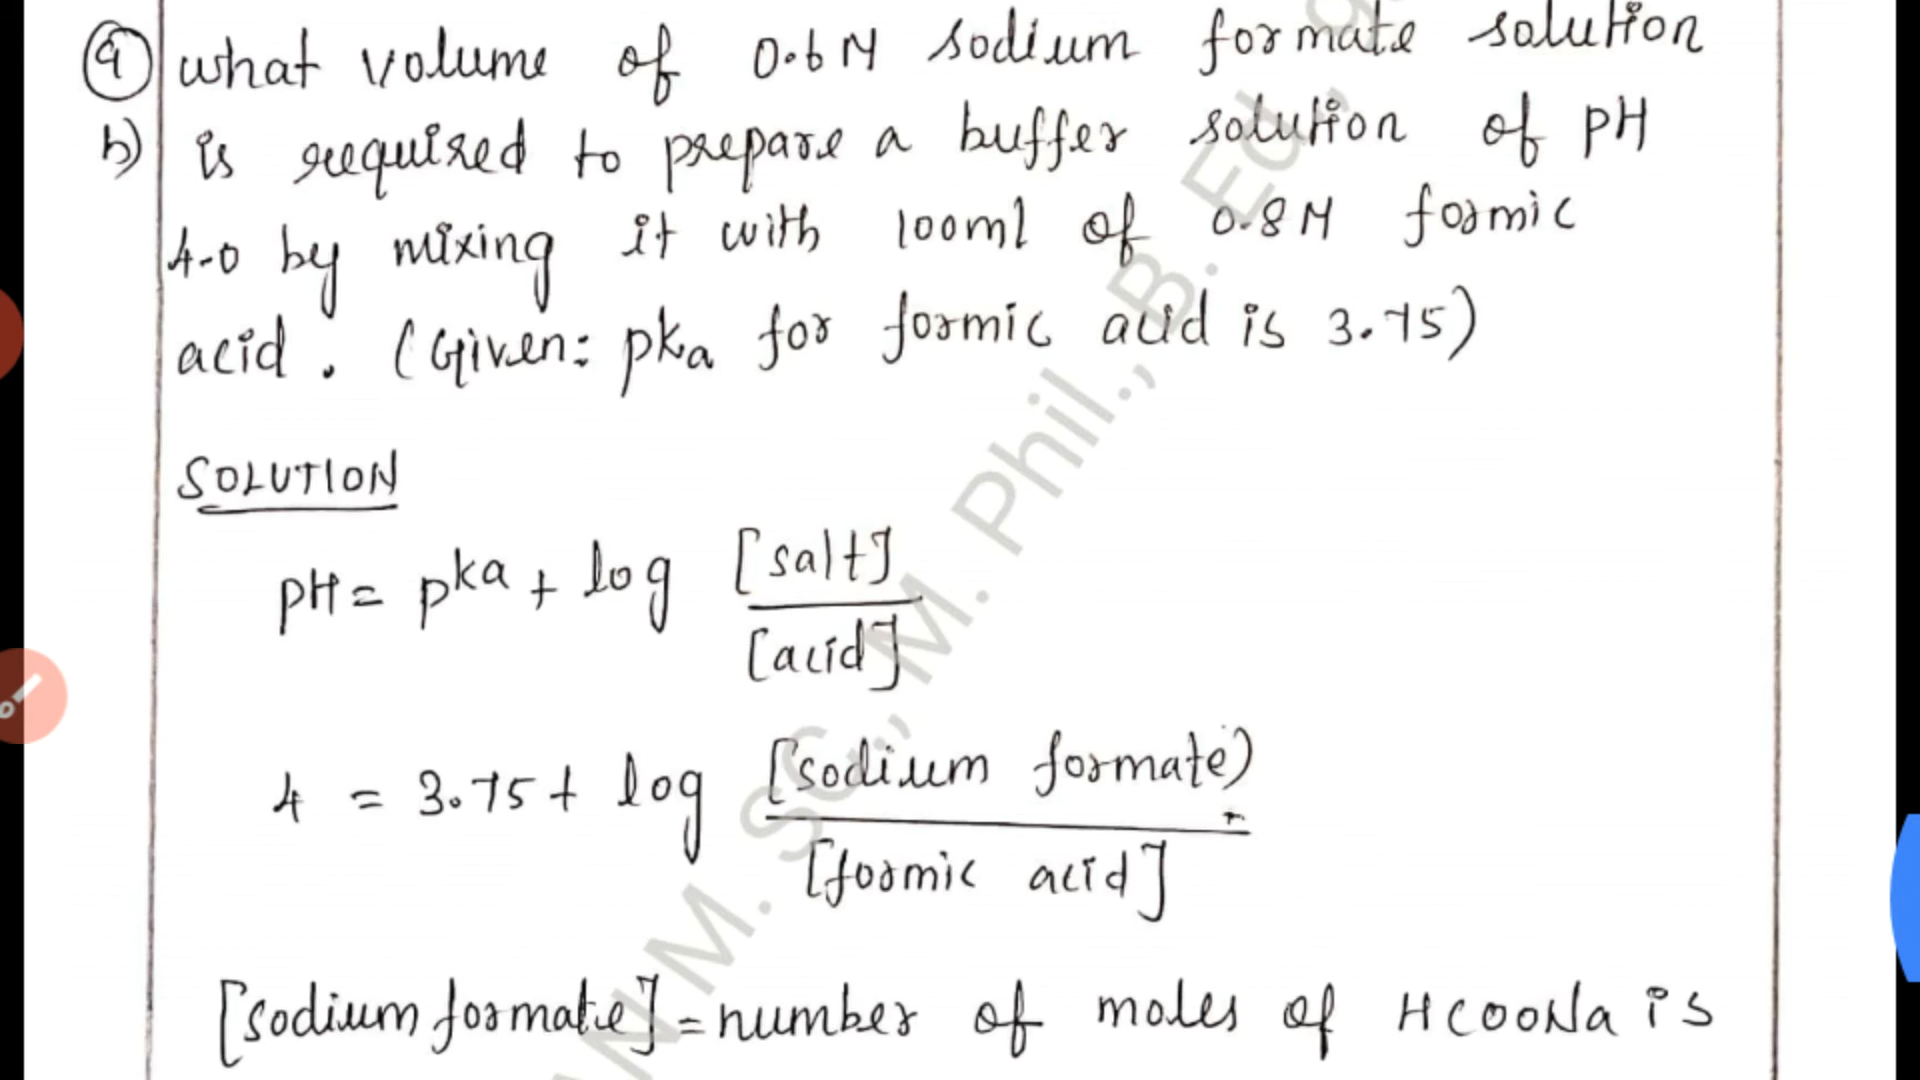 9 what volume of 0.6M sodium formate solution
b) is required to prepare a buffer solution of pH
4.0 by mixing it with 100ml of 0.8M formic
acid. (Given: pka for formic acid is 3.75)
SOLUTION
pH = pka + log [salt]
[acid]
4 = 3.75 + log [sodium formate)
[formic acid]
[sodium formate] = number of moles of HCOONa is
N M. SC., M. Phil., B. Ed.,